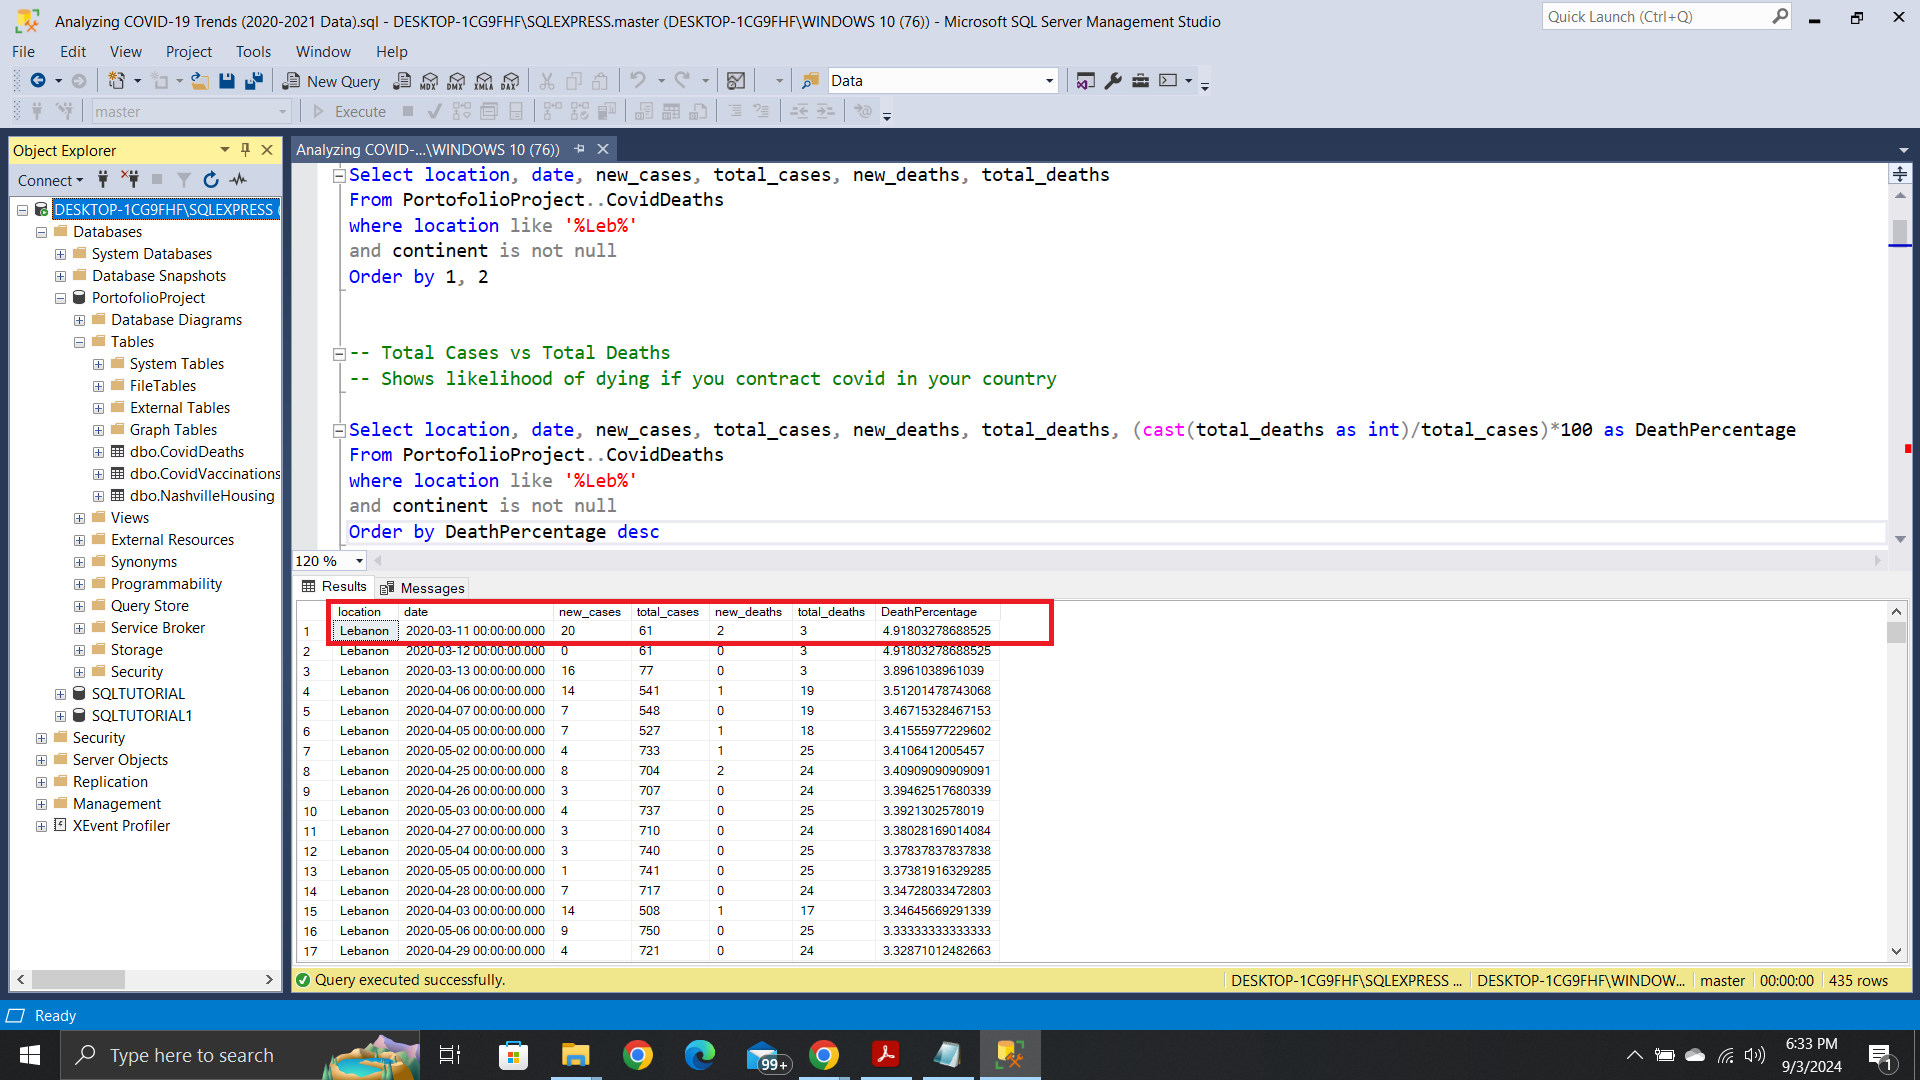 Analyzing COVID-19 Trends (2020-2021 Data).sql - DESKTOP-1CG9FHF\SQLEXPRESS.master (DESKTOP-1CG9FHF\WINDOWS 10 (76)) - Microsoft SQL Server Management Studio
Quick Launch (Ctrl+Q)
File Edit View Project Tools Window Help
New Query MDX DMX XMLA DAX Data
master Execute
Object Explorer
Connect
DESKTOP-1CG9FHF\SQLEXPRESS (
Databases
System Databases
Database Snapshots
PortofolioProject
Database Diagrams
Tables
System Tables
FileTables
External Tables
Graph Tables
dbo.CovidDeaths
dbo.CovidVaccinations
dbo.NashvilleHousing
Views
External Resources
Synonyms
Programmability
Query Store
Service Broker
Storage
Security
SQLTUTORIAL
SQLTUTORIAL1
Security
Server Objects
Replication
Management
XEvent Profiler
Analyzing COVID-...\WINDOWS 10 (76))
Select location, date, new_cases, total_cases, new_deaths, total_deaths
From PortofolioProject..CovidDeaths
where location like '%Leb%'
and continent is not null
Order by 1, 2
-- Total Cases vs Total Deaths
-- Shows likelihood of dying if you contract covid in your country
Select location, date, new_cases, total_cases, new_deaths, total_deaths, (cast(total_deaths as int)/total_cases)*100 as DeathPercentage
From PortofolioProject..CovidDeaths
where location like '%Leb%'
and continent is not null
Order by DeathPercentage desc
120 %
Results Messages
location date new_cases total_cases new_deaths total_deaths DeathPercentage
1 Lebanon 2020-03-11 00:00:00.000 20 61 2 3 4.91803278688525
2 Lebanon 2020-03-12 00:00:00.000 0 61 0 3 4.91803278688525
3 Lebanon 2020-03-13 00:00:00.000 16 77 0 3 3.8961038961039
4 Lebanon 2020-04-06 00:00:00.000 14 541 1 19 3.51201478743068
5 Lebanon 2020-04-07 00:00:00.000 7 548 0 19 3.46715328467153
6 Lebanon 2020-04-05 00:00:00.000 7 527 1 18 3.41555977229602
7 Lebanon 2020-05-02 00:00:00.000 4 733 1 25 3.4106412005457
8 Lebanon 2020-04-25 00:00:00.000 8 704 2 24 3.40909090909091
9 Lebanon 2020-04-26 00:00:00.000 3 707 0 24 3.39462517680339
10 Lebanon 2020-05-03 00:00:00.000 4 737 0 25 3.3921302578019
11 Lebanon 2020-04-27 00:00:00.000 3 710 0 24 3.38028169014084
12 Lebanon 2020-05-04 00:00:00.000 3 740 0 25 3.37837837837838
13 Lebanon 2020-05-05 00:00:00.000 1 741 0 25 3.37381916329285
14 Lebanon 2020-04-28 00:00:00.000 7 717 0 24 3.34728033472803
15 Lebanon 2020-04-03 00:00:00.000 14 508 1 17 3.34645669291339
16 Lebanon 2020-05-06 00:00:00.000 9 750 0 25 3.33333333333333
17 Lebanon 2020-04-29 00:00:00.000 4 721 0 24 3.32871012482663
Query executed successfully. DESKTOP-1CG9FHF\SQLEXPRESS ... DESKTOP-1CG9FHF\WINDOW... master 00:00:00 435 rows
Ready
Type here to search
99+
6:33 PM
9/3/2024
1